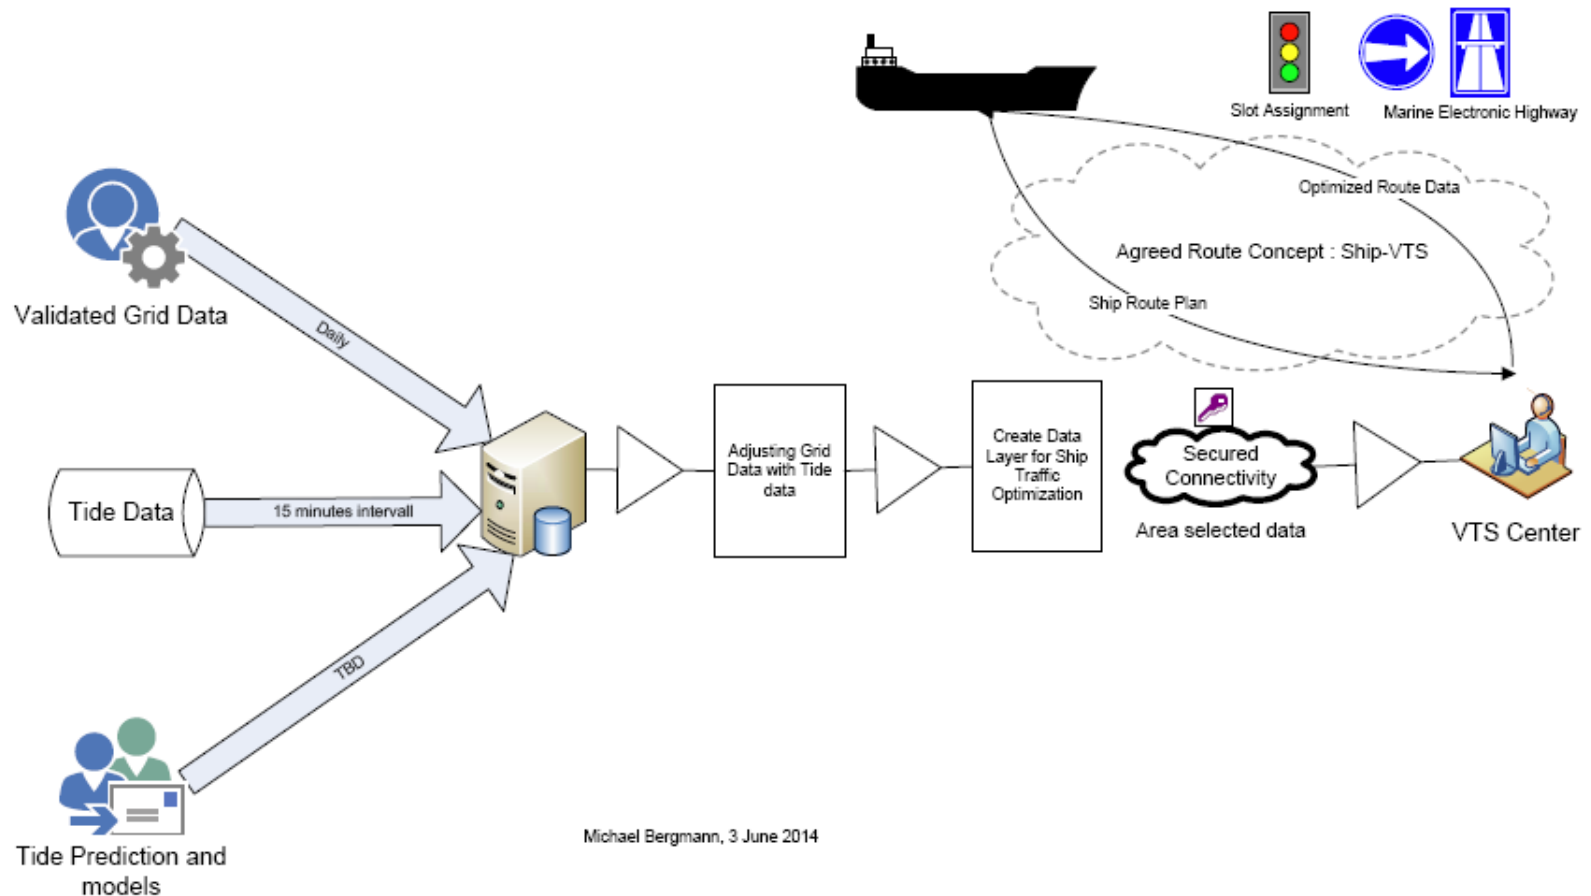 Slot Assignment
Marine Electronic Highway
Optimized Route Data
Agreed Route Concept : Ship-VTS
Ship Route Plan
Validated Grid Data
Daily
Tide Data
15 minutes intervall
TBD
Tide Prediction and
models
Adjusting Grid
Data with Tide
data
Create Data
Layer for Ship
Traffic
Optimization
Secured
Connectivity
Area selected data
VTS Center
Michael Bergmann, 3 June 2014